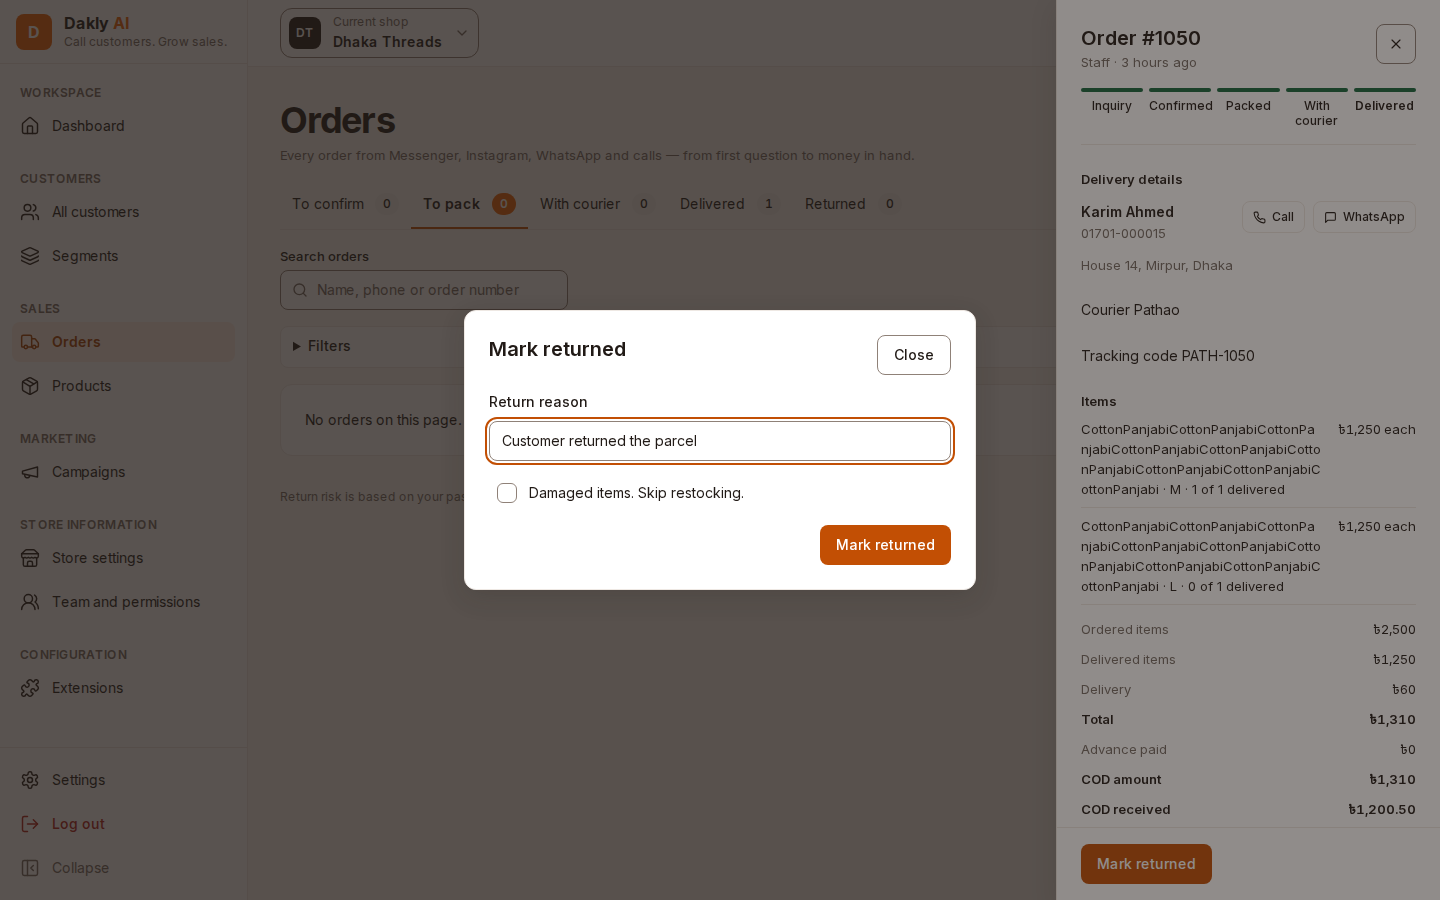 D
Dakly AI
Call customers. Grow sales.
WORKSPACE
Dashboard
CUSTOMERS
All customers
Segments
SALES
Orders
Products
MARKETING
Campaigns
STORE INFORMATION
Store settings
Team and permissions
CONFIGURATION
Extensions
Settings
Log out
Collapse
DT
Current shop
Dhaka Threads
Orders
Every order from Messenger, Instagram, WhatsApp and calls — from first question to money in hand.
To confirm 0 To pack 0 With courier 0 Delivered 1 Returned 0
Search orders
Name, phone or order number
Filters
No orders on this page.
Return risk is based on your
Mark returned
Close
Return reason
Customer returned the parcel
Damaged items. Skip restocking.
Mark returned
Order #1050
Staff · 3 hours ago
Inquiry Confirmed Packed With courier Delivered
Delivery details
Karim Ahmed
01701-000015
Call
WhatsApp
House 14, Mirpur, Dhaka
Courier Pathao
Tracking code PATH-1050
Items
CottonPanjabiCottonPanjabiCottonPa ৳1,250 each
njabiCottonPanjabiCottonPanjabiCotto
nPanjabiCottonPanjabiCottonPanjabiC
ottonPanjabi · M · 1 of 1 delivered
CottonPanjabiCottonPanjabiCottonPa ৳1,250 each
njabiCottonPanjabiCottonPanjabiCotto
nPanjabiCottonPanjabiCottonPanjabiC
ottonPanjabi · L · 0 of 1 delivered
Ordered items ৳2,500
Delivered items ৳1,250
Delivery ৳60
Total ৳1,310
Advance paid ৳0
COD amount ৳1,310
COD received ৳1,200.50
Mark returned